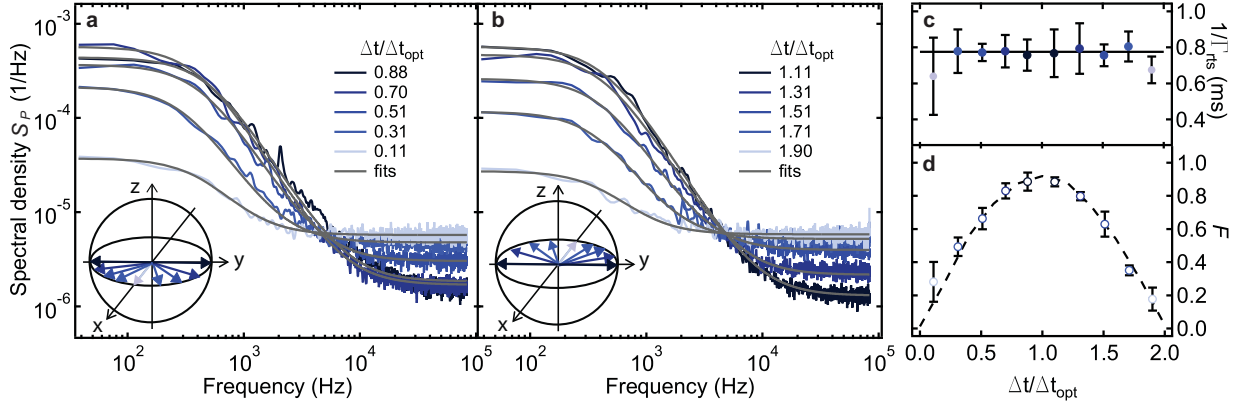 a
Δt/Δt_opt
0.88
0.70
0.51
0.31
0.11
fits
z
y
x
10⁻³
10⁻⁴
10⁻⁵
10⁻⁶
Spectral density S_P (1/Hz)
10² 10³ 10⁴ 10⁵
Frequency (Hz)
b
Δt/Δt_opt
1.11
1.31
1.51
1.71
1.90
fits
z
y
x
10² 10³ 10⁴ 10⁵
Frequency (Hz)
c
1.0
0.8
0.6
0.4
1/Γ_rts (ms)
d
1.0
0.8
0.6
0.4
0.2
0.0
F
0.0 0.5 1.0 1.5 2.0
Δt/Δt_opt